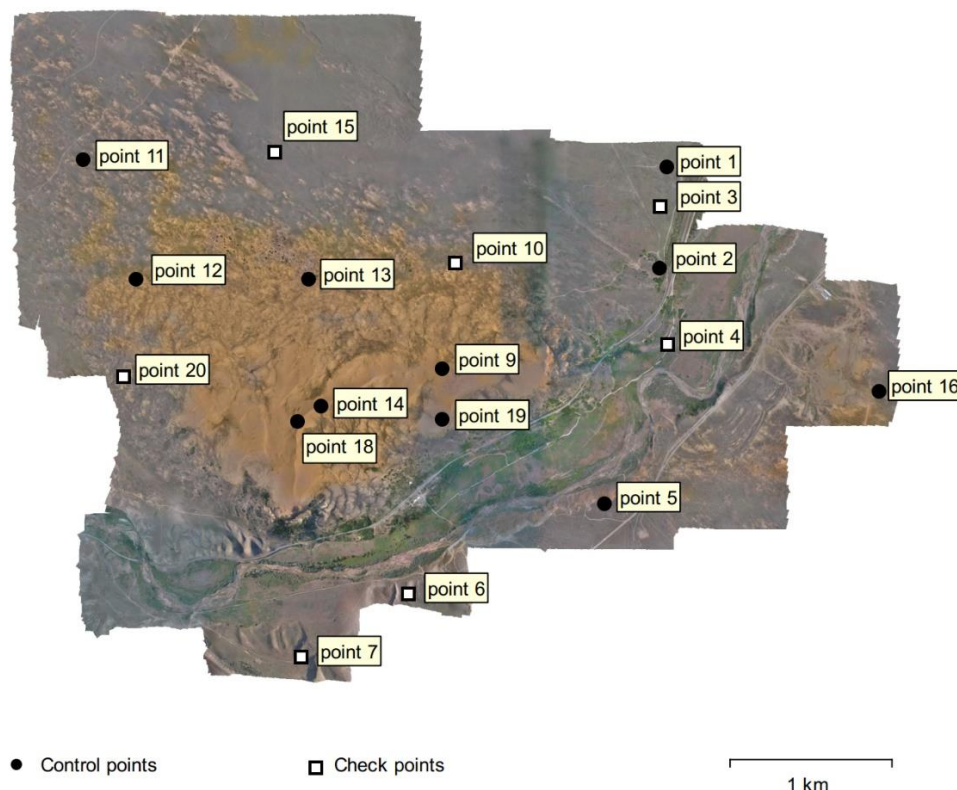 point 15
point 11
point 1
point 3
point 10
point 2
point 12
point 13
point 4
point 9
point 20
point 16
point 14
point 19
point 18
point 5
point 6
point 7
Control points
Check points
1 km